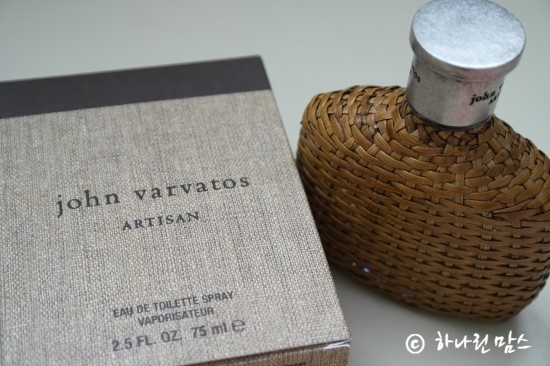 john varvatos
ARTISAN
EAU DE TOILETTE SPRAY
VAPORISATEUR
2.5 FL. OZ. 75 ml ℮
john
© 하나린맘스